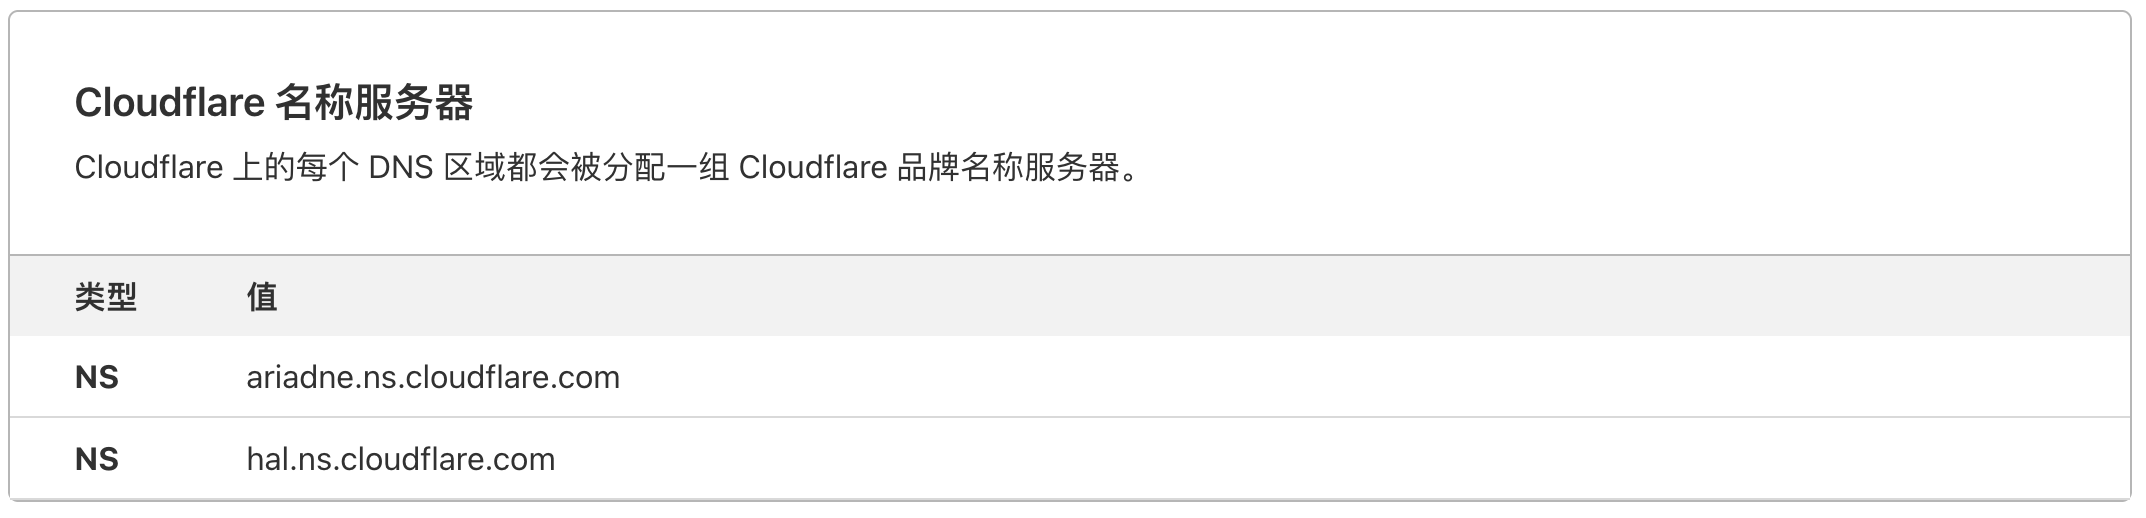 Cloudflare 名称服务器
Cloudflare 上的每个 DNS 区域都会被分配一组 Cloudflare 品牌名称服务器。
类型 值
NS ariadne.ns.cloudflare.com
NS hal.ns.cloudflare.com